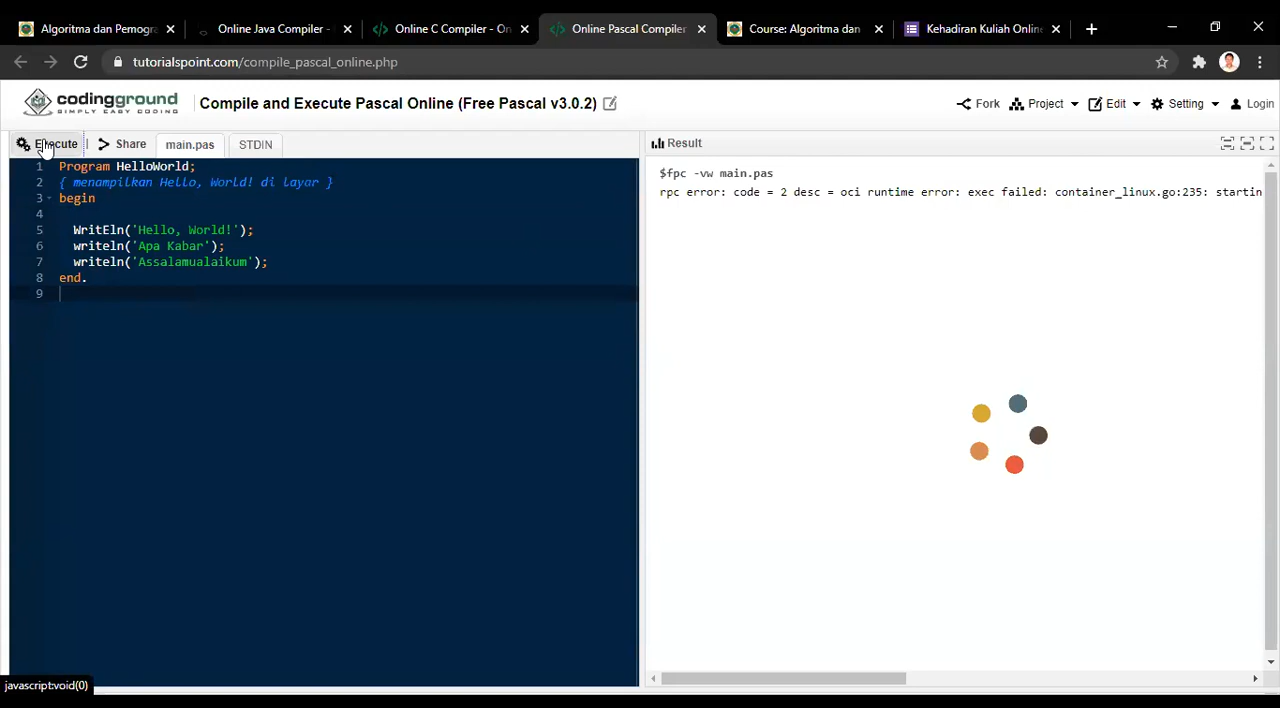 Algoritma dan Pemogra
Online Java Compiler -
Online C Compiler - On
Online Pascal Compiler
Course: Algoritma dan
Kehadiran Kuliah Online
tutorialspoint.com/compile_pascal_online.php
codingground
SIMPLY EASY CODING
Compile and Execute Pascal Online (Free Pascal v3.0.2)
Fork
Project
Edit
Setting
Login
Execute
Share
main.pas
STDIN
Result
1 Program HelloWorld;
2 { menampilkan Hello, World! di layar }
3 begin
4
5 WritEln('Hello, World!');
6 writeln('Apa Kabar');
7 writeln('Assalamualaikum');
8 end.
9
$fpc -vw main.pas
rpc error: code = 2 desc = oci runtime error: exec failed: container_linux.go:235: startin
javascript:void(0)